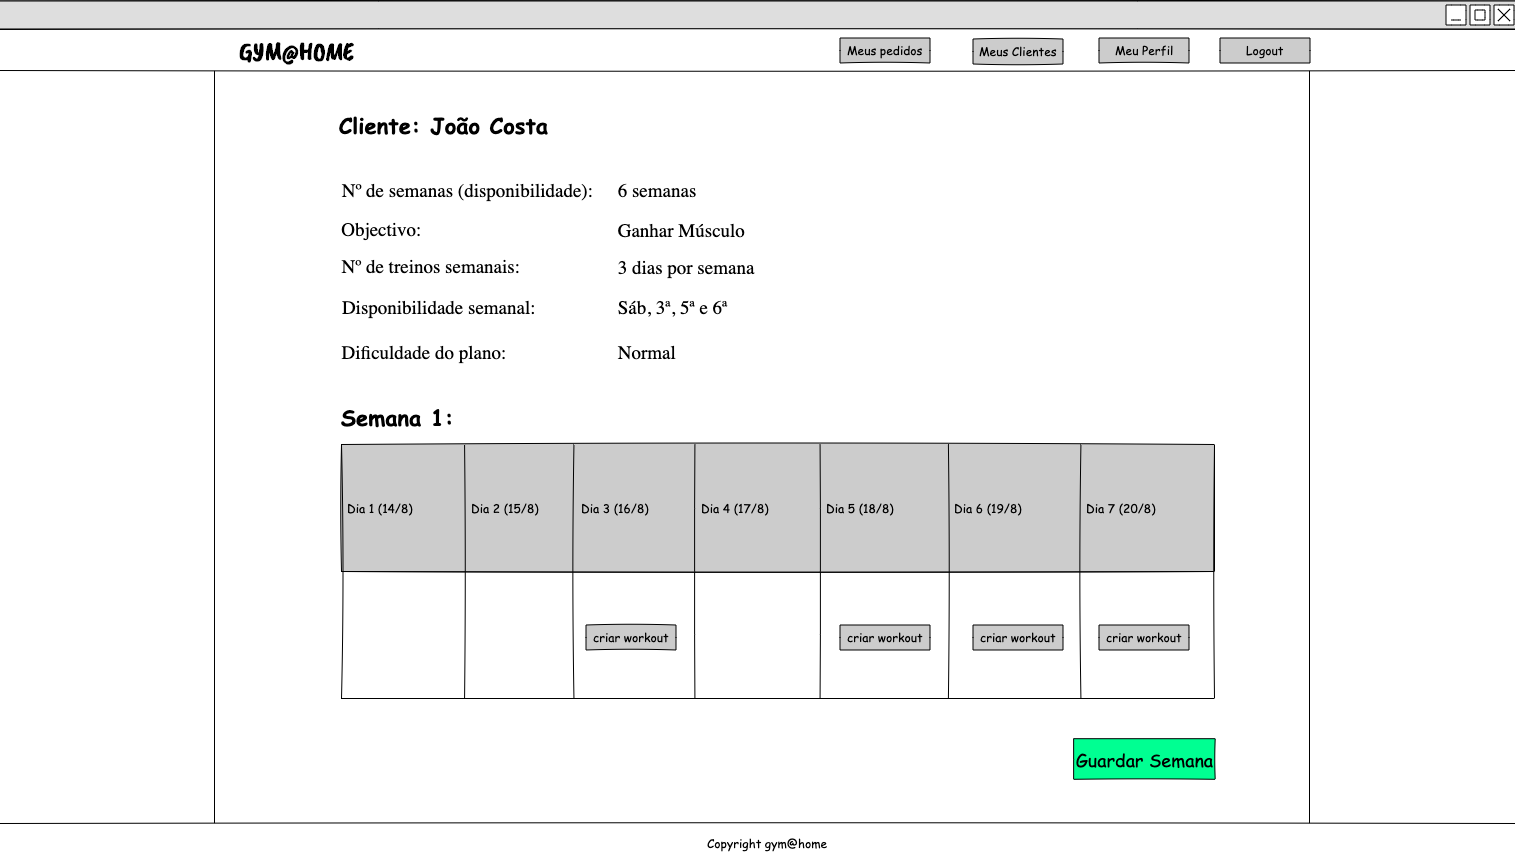 GYM@HOME Meus pedidos Meus Clientes Meu Perfil Logout
Cliente: João Costa
Nº de semanas (disponibilidade): 6 semanas
Objectivo: Ganhar Músculo
Nº de treinos semanais: 3 dias por semana
Disponibilidade semanal: Sáb, 3ª, 5ª e 6ª
Dificuldade do plano: Normal
Semana 1:
Dia 1 (14/8) Dia 2 (15/8) Dia 3 (16/8) Dia 4 (17/8) Dia 5 (18/8) Dia 6 (19/8) Dia 7 (20/8)
criar workout criar workout criar workout criar workout
Guardar Semana
Copyright gym@home